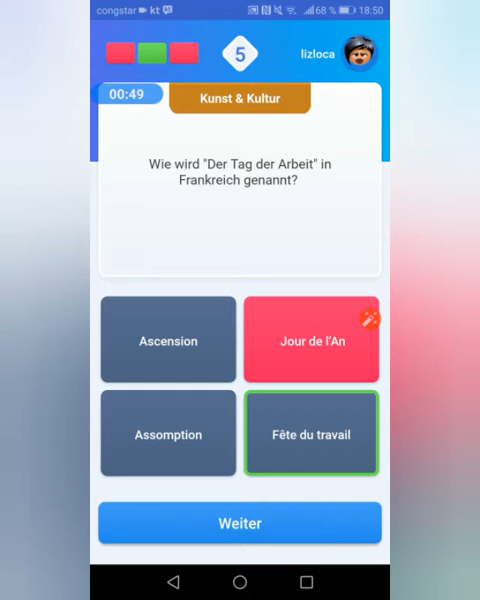 congstar kt 68 % 18:50
5 lizloca
00:49
Kunst & Kultur
Wie wird "Der Tag der Arbeit" in
Frankreich genannt?
Ascension
Jour de l'An
Assomption
Fête du travail
Weiter